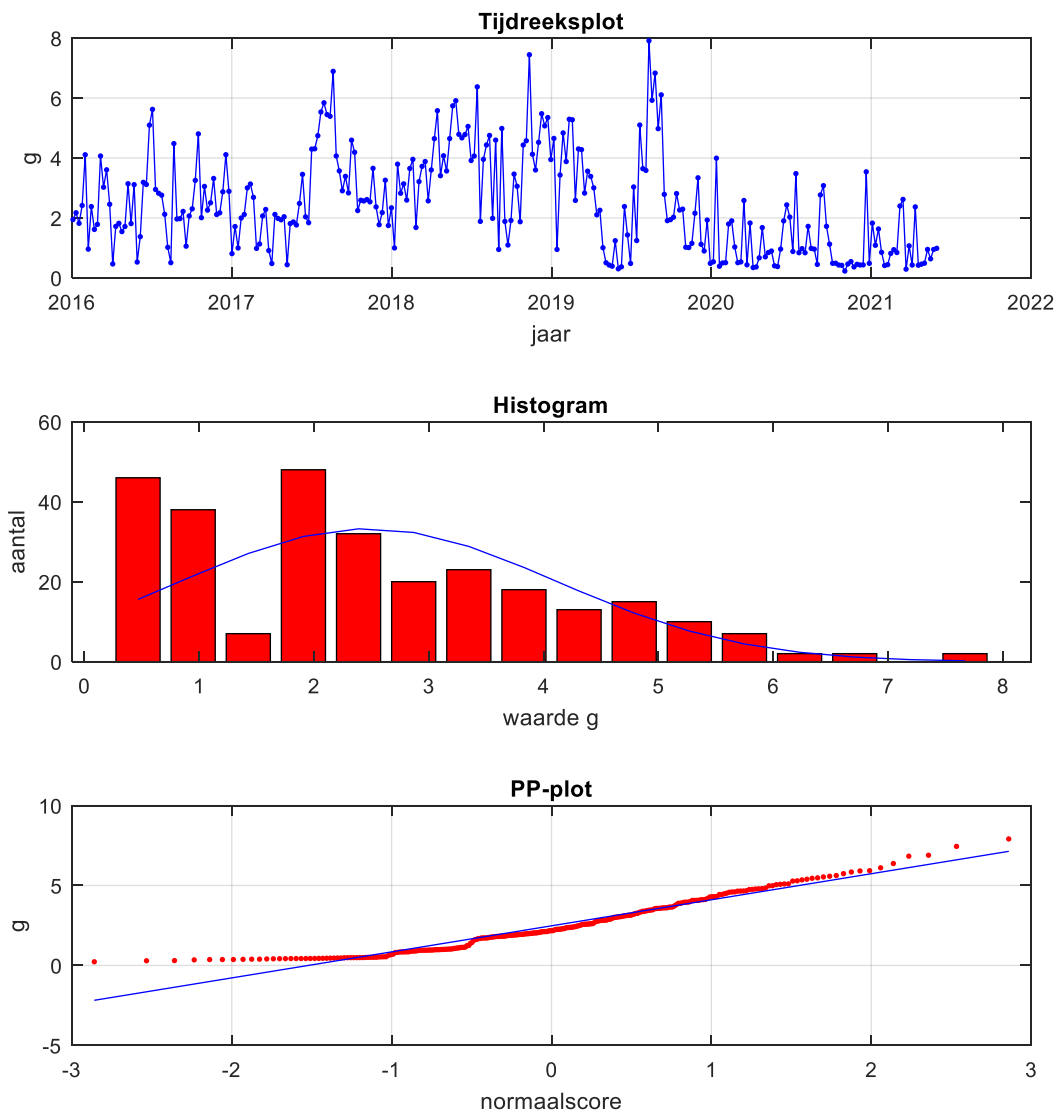 Tijdreeksplot
8
6
4
2
0
g
2016 2017 2018 2019 2020 2021 2022
jaar
Histogram
60
40
20
0
aantal
0 1 2 3 4 5 6 7 8
waarde g
PP-plot
10
5
0
-5
g
-3 -2 -1 0 1 2 3
normaalscore